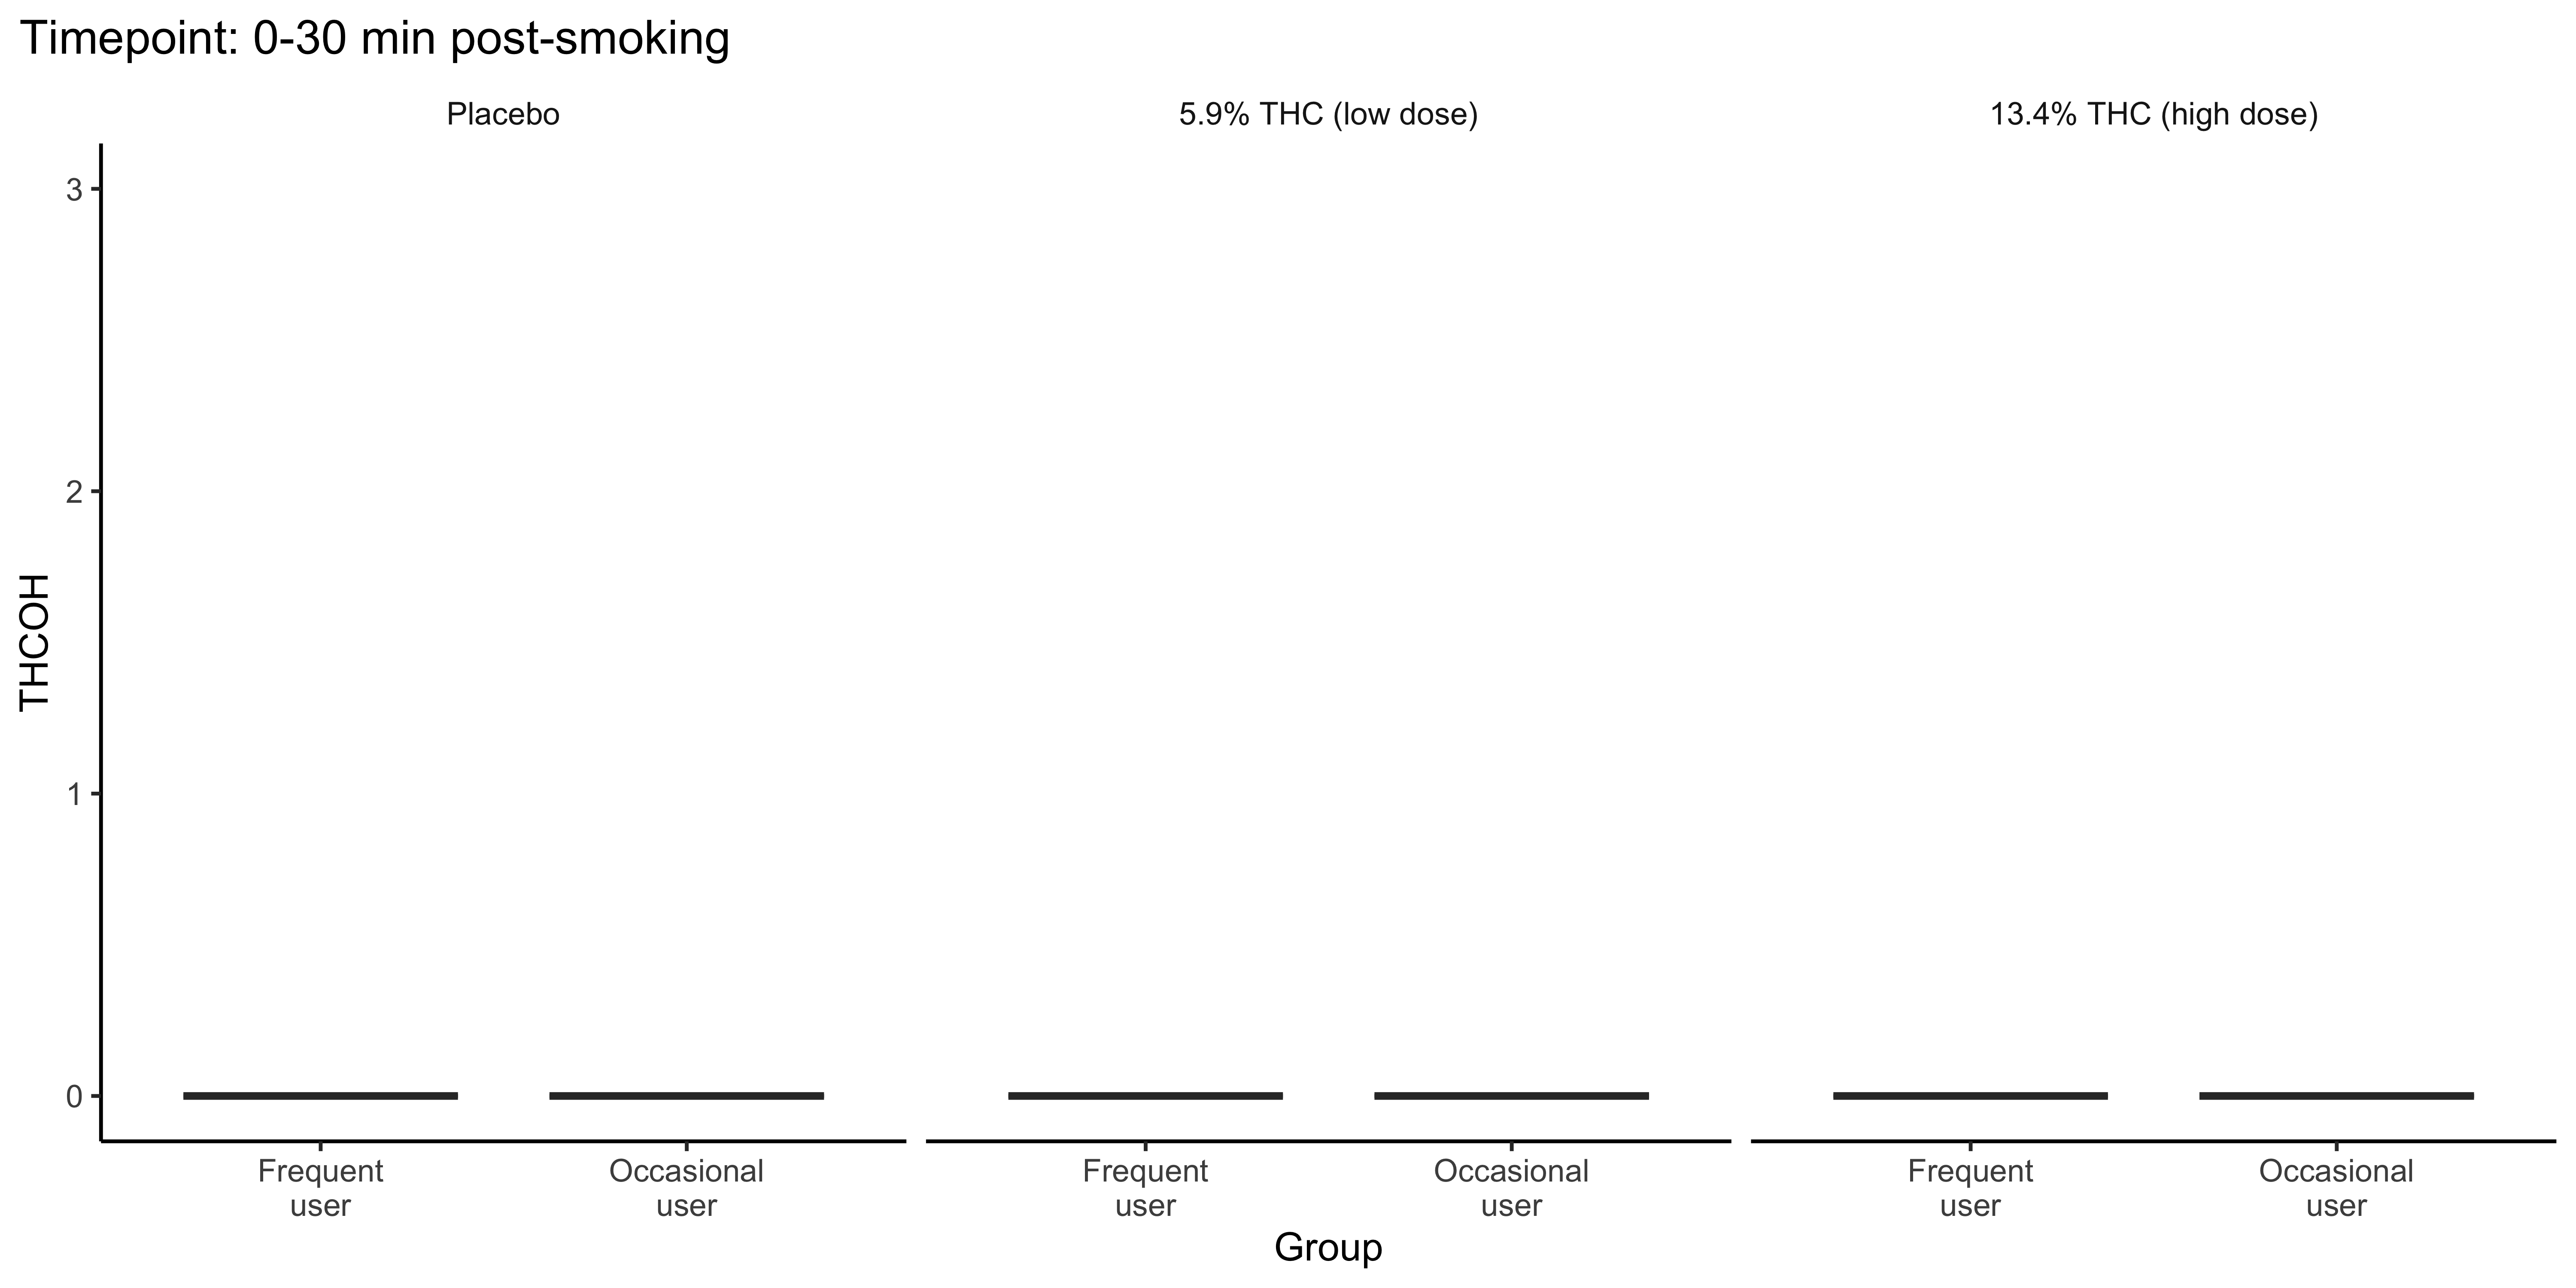 Timepoint: 0-30 min post-smoking
Placebo
5.9% THC (low dose)
13.4% THC (high dose)
3
2
1
0
THCOH
Frequent
user
Occasional
user
Frequent
user
Occasional
user
Frequent
user
Occasional
user
Group